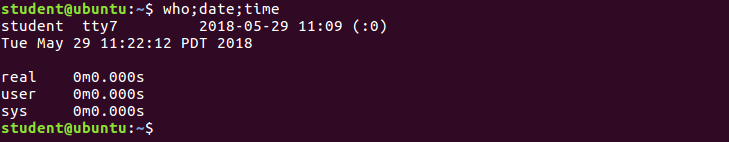 student@ubuntu:~$ who;date;time
student  tty7         2018-05-29 11:09 (:0)
Tue May 29 11:22:12 PDT 2018

real    0m0.000s
user    0m0.000s
sys     0m0.000s
student@ubuntu:~$